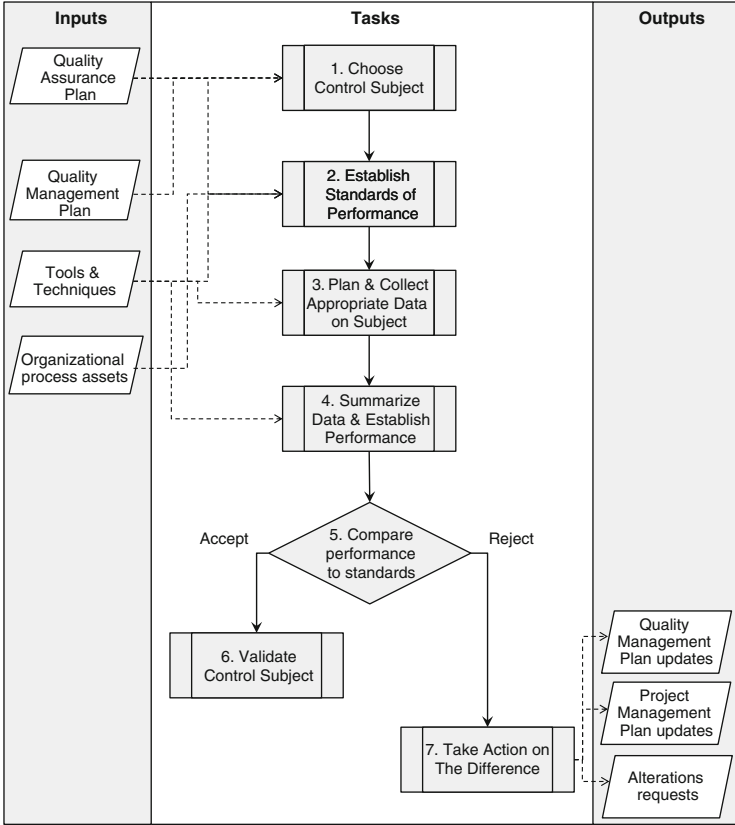 Inputs
Tasks
Outputs
Quality
Assurance
Plan
Quality
Management
Plan
Tools &
Techniques
Organizational
process assets
1. Choose
Control Subject
2. Establish
Standards of
Performance
3. Plan & Collect
Appropriate Data
on Subject
4. Summarize
Data & Establish
Performance
5. Compare
performance
to standards
Accept
Reject
6. Validate
Control Subject
7. Take Action on
The Difference
Quality
Management
Plan updates
Project
Management
Plan updates
Alterations
requests